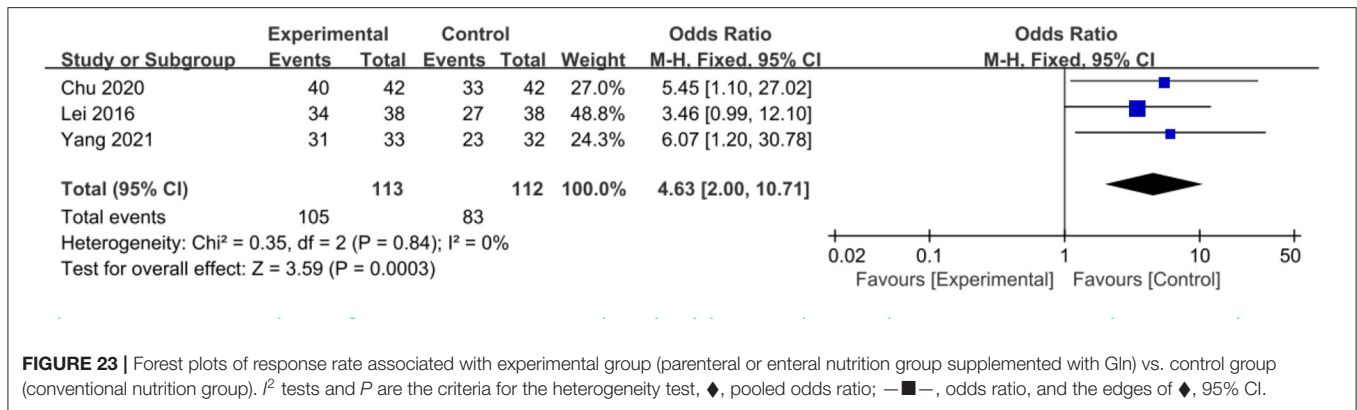 Experimental Control Odds Ratio Odds Ratio
Study or Subgroup Events Total Events Total Weight M-H, Fixed, 95% CI M-H, Fixed, 95% CI
Chu 2020 40 42 33 42 27.0% 5.45 [1.10, 27.02]
Lei 2016 34 38 27 38 48.8% 3.46 [0.99, 12.10]
Yang 2021 31 33 23 32 24.3% 6.07 [1.20, 30.78]
Total (95% CI) 113 112 100.0% 4.63 [2.00, 10.71]
Total events 105 83
Heterogeneity: Chi² = 0.35, df = 2 (P = 0.84); I² = 0%
Test for overall effect: Z = 3.59 (P = 0.0003)
0.02 0.1 1 10 50
Favours [Experimental] Favours [Control]
FIGURE 23 | Forest plots of response rate associated with experimental group (parenteral or enteral nutrition group supplemented with Gln) vs. control group
(conventional nutrition group). I² tests and P are the criteria for the heterogeneity test, ♦, pooled odds ratio; —■—, odds ratio, and the edges of ♦, 95% CI.